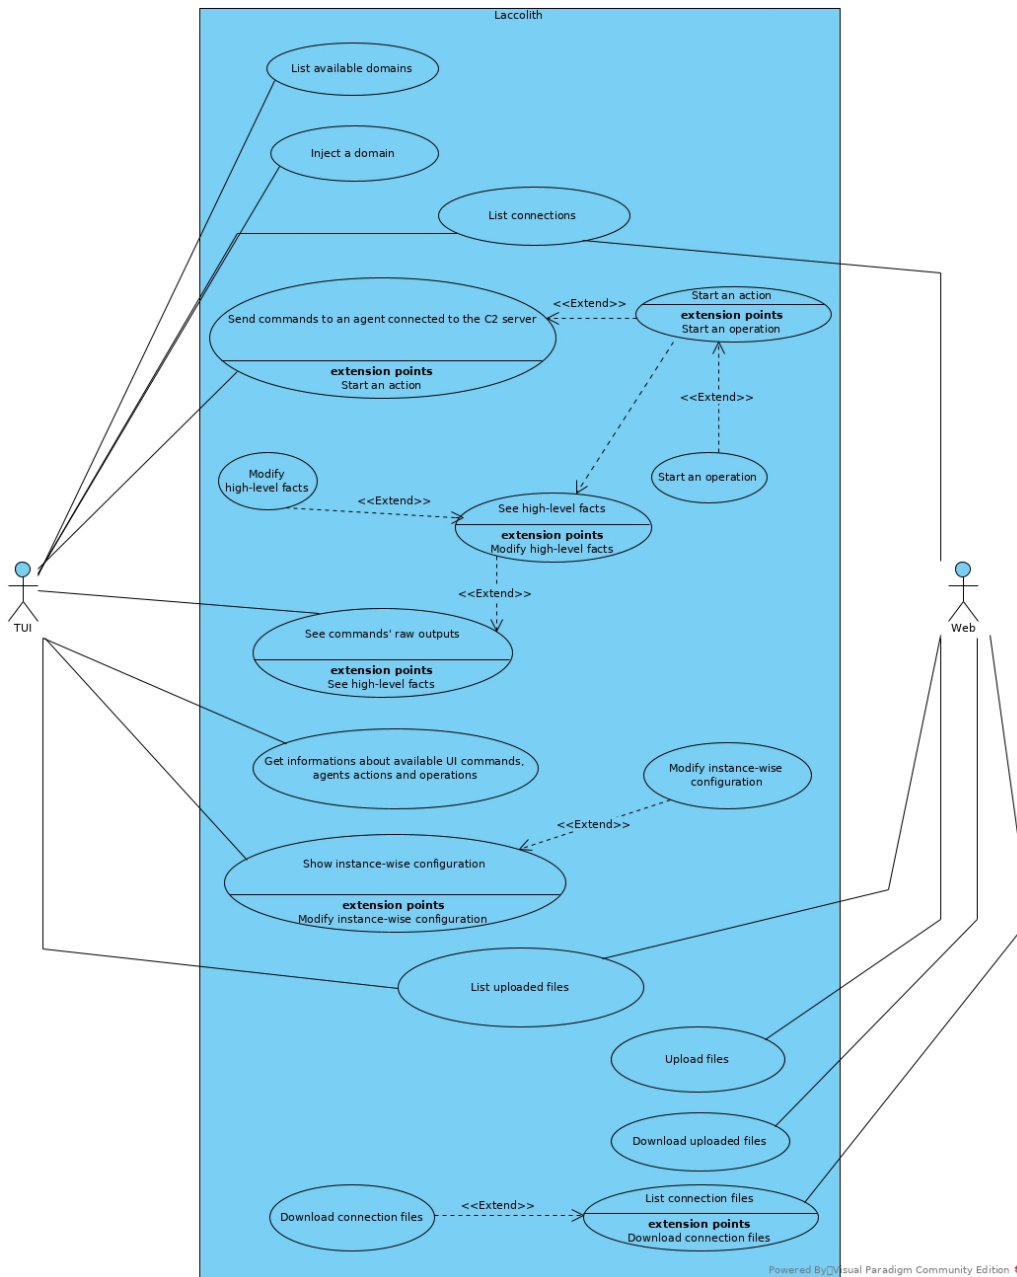 Laccolith
List available domains
Inject a domain
List connections
Start an action
extension points
Start an operation
<<Extend>>
Send commands to an agent connected to the C2 server
extension points
Start an action
<<Extend>>
Modify
high-level facts
Start an operation
<<Extend>>
See high-level facts
extension points
Modify high-level facts
<<Extend>>
TUI
Web
See commands' raw outputs
extension points
See high-level facts
Get informations about available UI commands,
agents actions and operations
Modify instance-wise
configuration
<<Extend>>
Show instance-wise configuration
extension points
Modify instance-wise configuration
List uploaded files
Upload files
Download uploaded files
List connection files
extension points
Download connection files
<<Extend>>
Download connection files
Powered By Visual Paradigm Community Edition